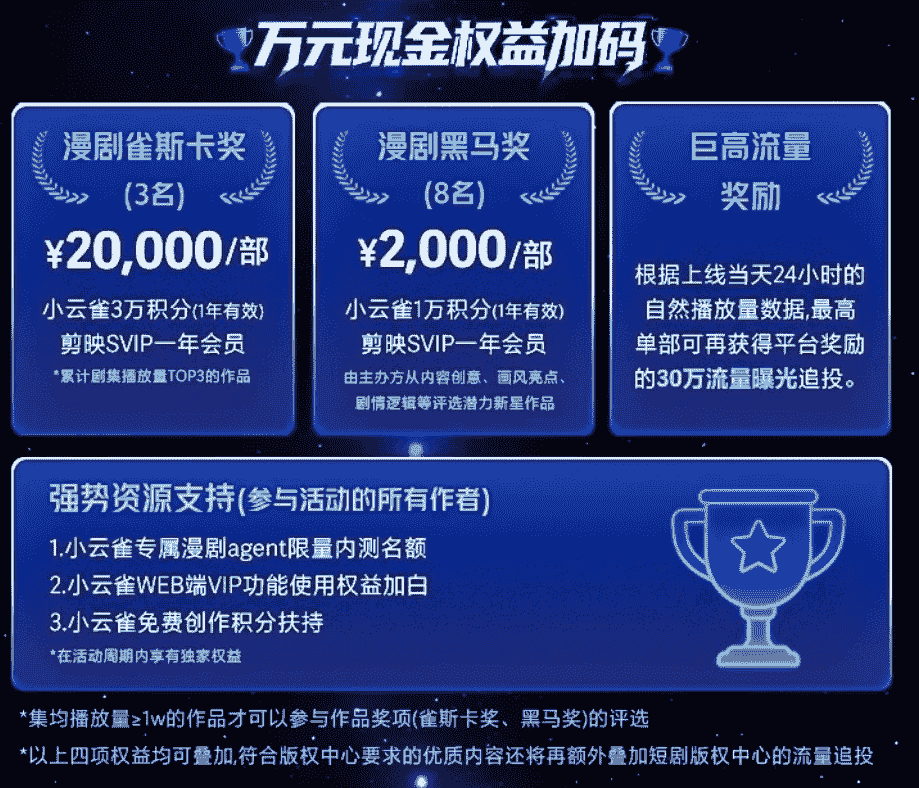 万元现金权益加码
漫剧雀斯卡奖
(3名)
¥20,000/部
小云雀3万积分(1年有效)
剪映SVIP一年会员
*累计剧集播放量TOP3的作品
漫剧黑马奖
(8名)
¥2,000/部
小云雀1万积分(1年有效)
剪映SVIP一年会员
由主办方从内容创意、画风亮点、
剧情逻辑等评选潜力新星作品
巨高流量
奖励
根据上线当天24小时的
自然播放量数据,最高
单部可再获得平台奖励
的30万流量曝光追投。
强势资源支持(参与活动的所有作者)
1.小云雀专属漫剧agent限量内测名额
2.小云雀WEB端VIP功能使用权益加白
3.小云雀免费创作积分扶持
*在活动周期内享有独家权益
*集均播放量≥1w的作品才可以参与作品奖项(雀斯卡奖、黑马奖)的评选
*以上四项权益均可叠加,符合版权中心要求的优质内容还将再额外叠加短剧版权中心的流量追投